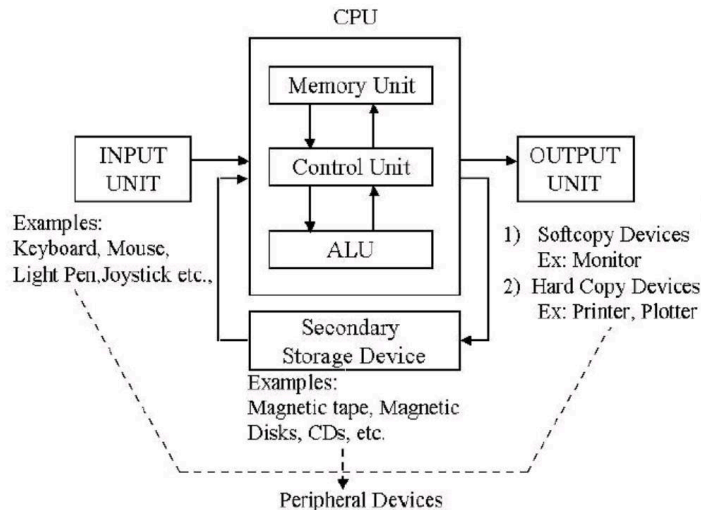 CPU
Memory Unit
INPUT
UNIT
Control Unit
OUTPUT
UNIT
ALU
Examples:
Keyboard, Mouse,
Light Pen,Joystick etc.,
1) Softcopy Devices
Ex: Monitor
2) Hard Copy Devices
Ex: Printer, Plotter
Secondary
Storage Device
Examples:
Magnetic tape, Magnetic
Disks, CDs, etc.
Peripheral Devices